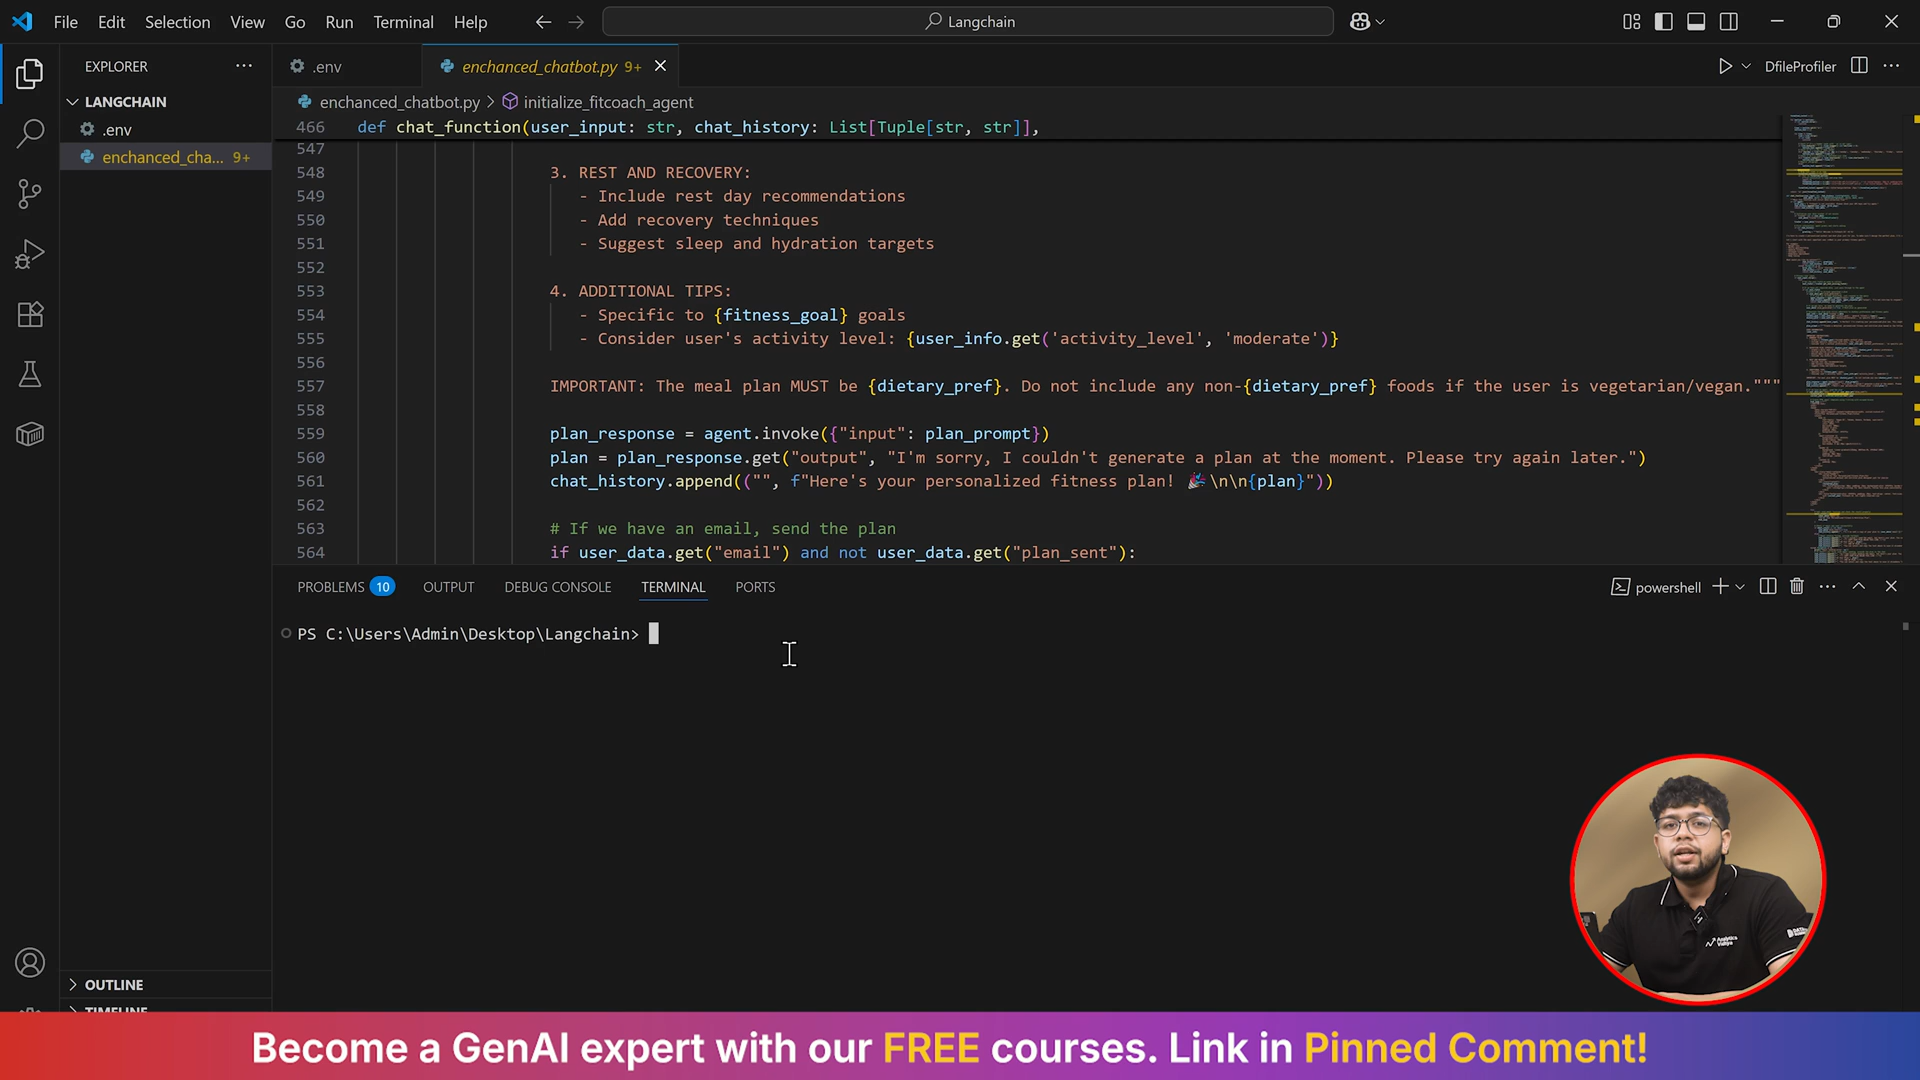 File Edit Selection View Go Run Terminal Help
Langchain
EXPLORER
.env
enchanced_chatbot.py 9+
DfileProfiler
LANGCHAIN
.env
enchanced_cha... 9+
enchanced_chatbot.py > initialize_fitcoach_agent
466 def chat_function(user_input: str, chat_history: List[Tuple[str, str]],
547
548 3. REST AND RECOVERY:
549 - Include rest day recommendations
550 - Add recovery techniques
551 - Suggest sleep and hydration targets
552
553 4. ADDITIONAL TIPS:
554 - Specific to {fitness_goal} goals
555 - Consider user's activity level: {user_info.get('activity_level', 'moderate')}
556
557 IMPORTANT: The meal plan MUST be {dietary_pref}. Do not include any non-{dietary_pref} foods if the user is vegetarian/vegan."""
558
559 plan_response = agent.invoke({"input": plan_prompt})
560 plan = plan_response.get("output", "I'm sorry, I couldn't generate a plan at the moment. Please try again later.")
561 chat_history.append(("", f"Here's your personalized fitness plan! 🎉\n\n{plan}"))
562
563 # If we have an email, send the plan
564 if user_data.get("email") and not user_data.get("plan_sent"):
PROBLEMS 10 OUTPUT DEBUG CONSOLE TERMINAL PORTS
powershell
PS C:\Users\Admin\Desktop\Langchain>
OUTLINE
TIMELINE
Analytics Vidhya
Become a GenAI expert with our FREE courses. Link in Pinned Comment!